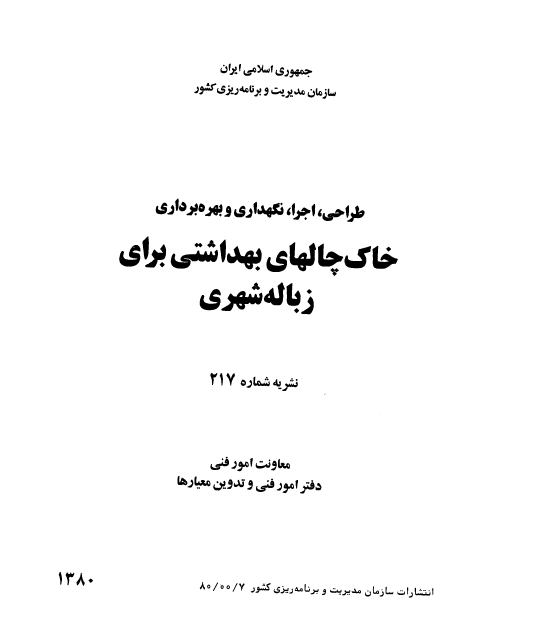 جمهوری اسلامی ایران
سازمان مدیریت و برنامه‌ریزی کشور
طراحی، اجرا، نگهداری و بهره‌برداری
خاک‌چالهای بهداشتی برای
زباله‌شهری
نشریه شماره ۲۱۷
معاونت امور فنی
دفتر امور فنی و تدوین معیارها
انتشارات سازمان مدیریت و برنامه‌ریزی کشور ۸۰/۰۰/۷
۱۳۸۰